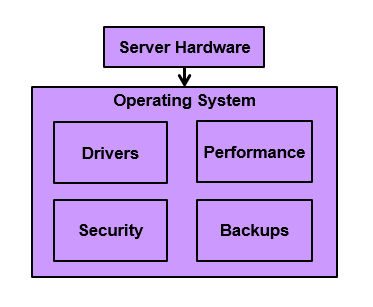 Server Hardware
Operating System
Drivers
Performance
Security
Backups